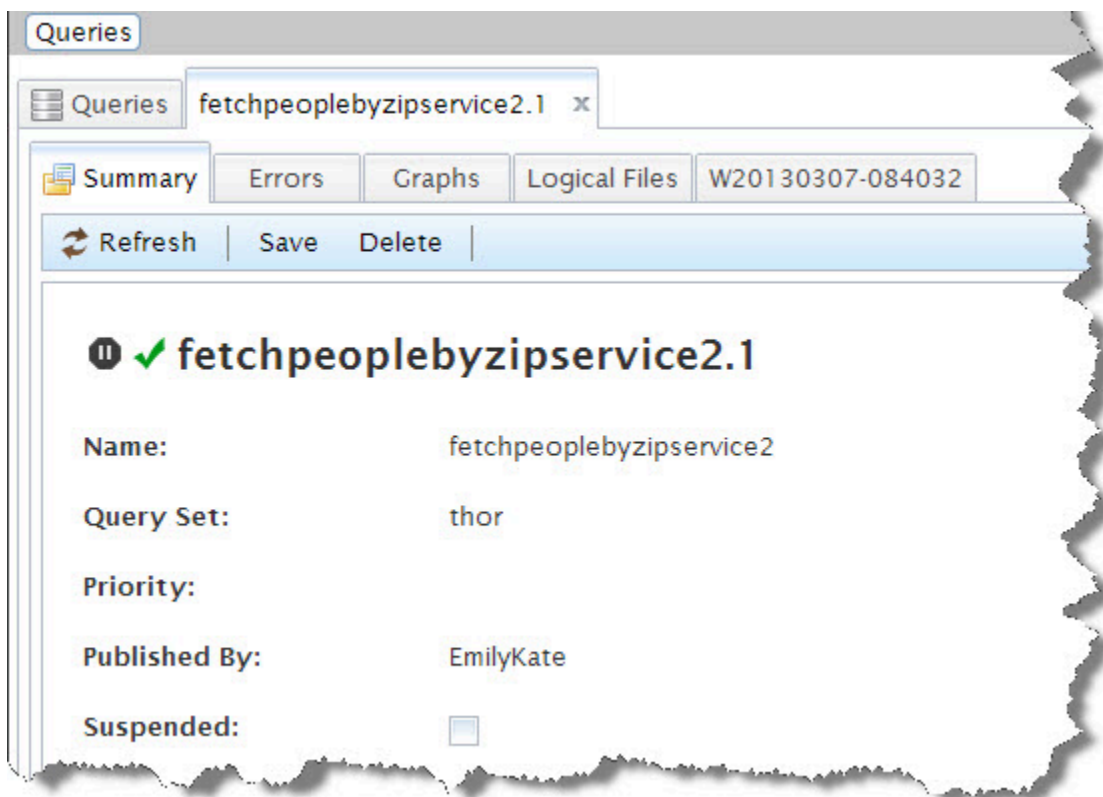 Queries
Queries fetchpeoplebyzipservice2.1 x
Summary Errors Graphs Logical Files W20130307-084032
Refresh Save Delete
fetchpeoplebyzipservice2.1
Name: fetchpeoplebyzipservice2
Query Set: thor
Priority:
Published By: EmilyKate
Suspended: